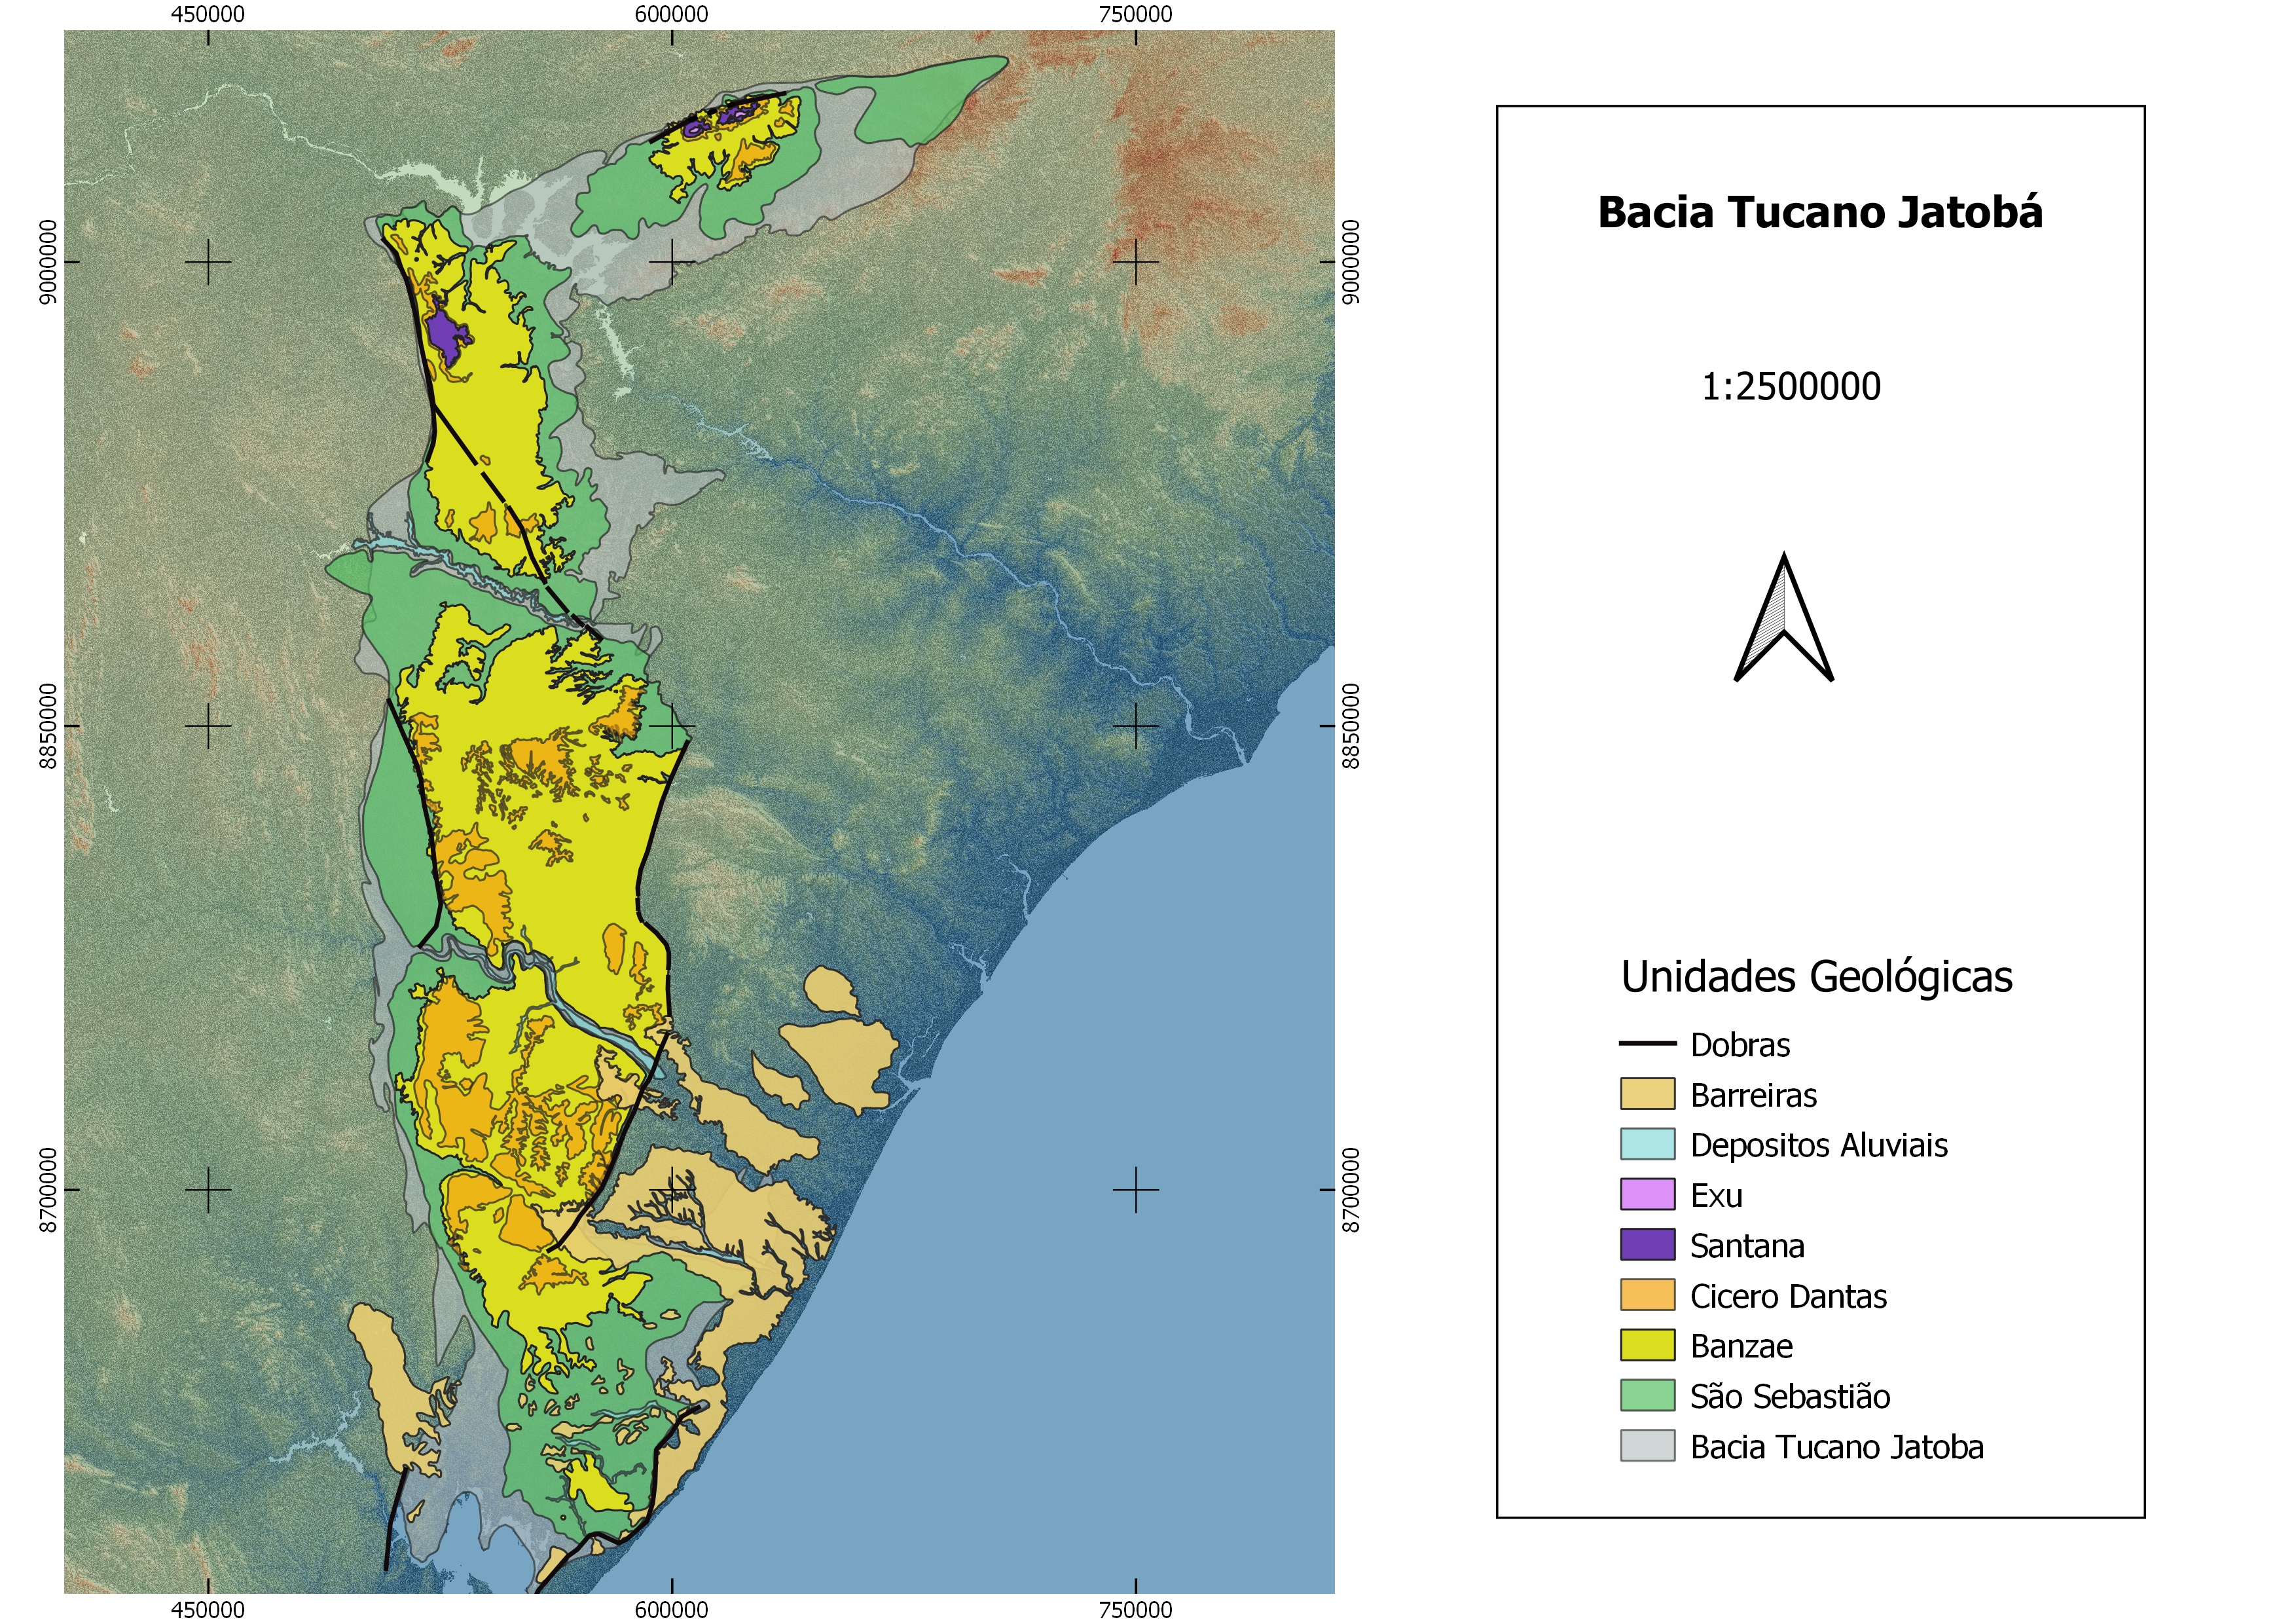 450000
600000
750000
9000000
9000000
8850000
8850000
8700000
8700000
450000
600000
750000
Bacia Tucano Jatobá
1:2500000
Unidades Geológicas
Dobras
Barreiras
Depositos Aluviais
Exu
Santana
Cicero Dantas
Banzae
São Sebastião
Bacia Tucano Jatoba